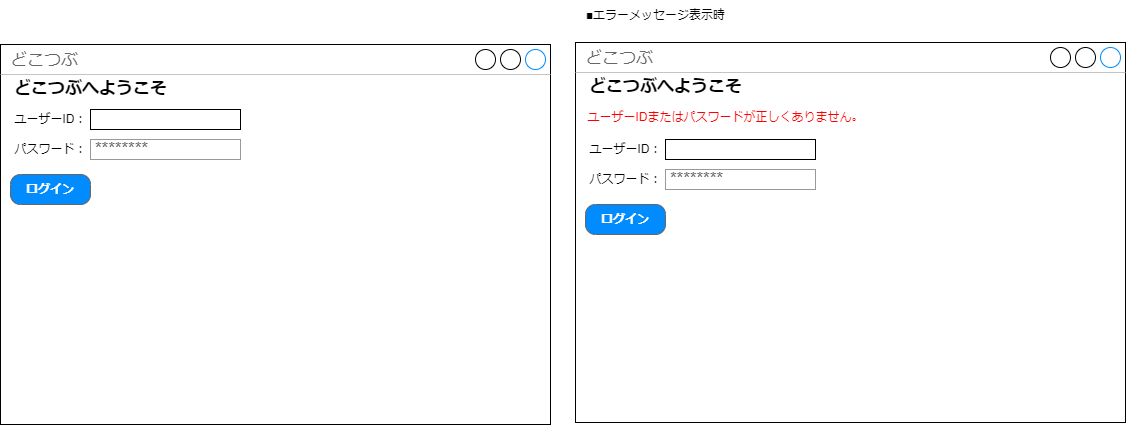 ■エラーメッセージ表示時
どこつぶ
どこつぶへようこそ
ユーザーID：
パスワード： ********
ログイン
どこつぶ
どこつぶへようこそ
ユーザーIDまたはパスワードが正しくありません。
ユーザーID：
パスワード： ********
ログイン